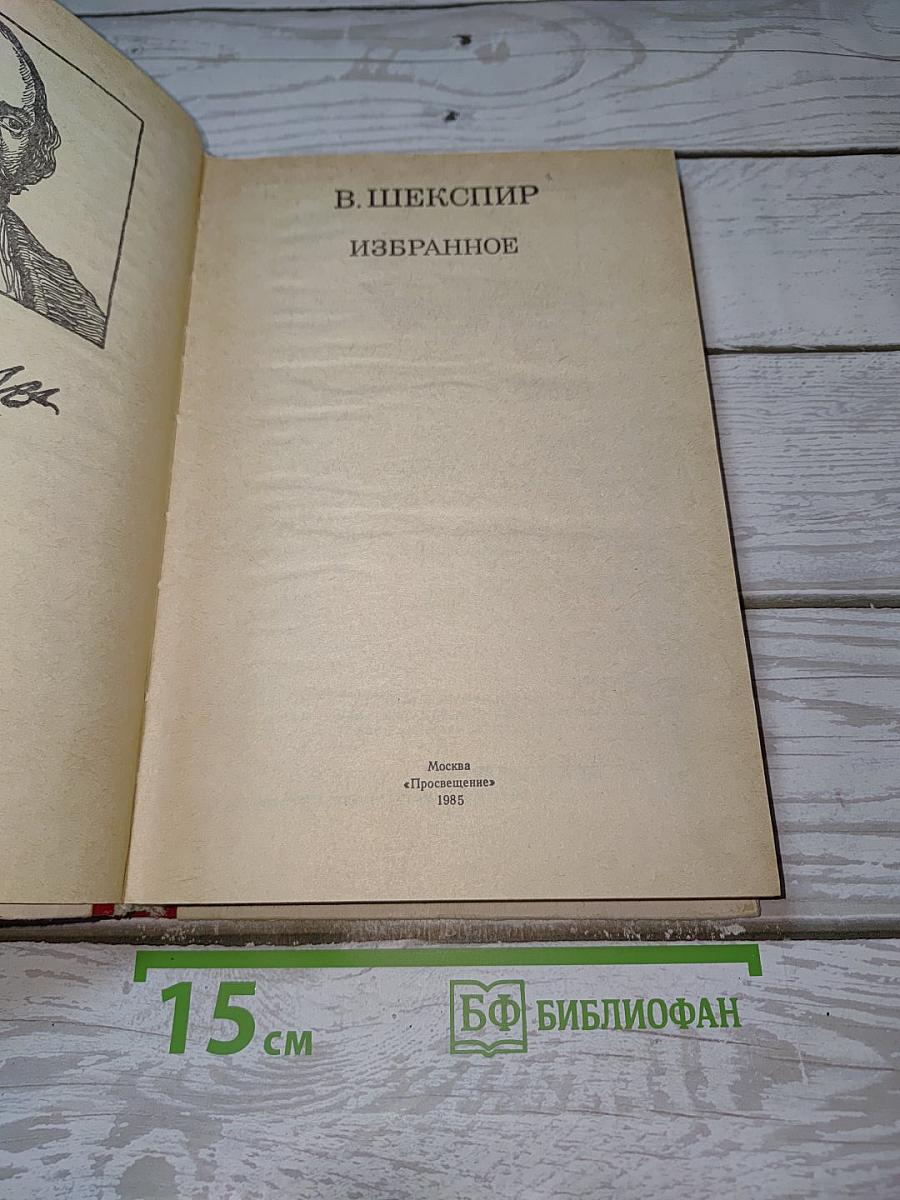 В. ШЕКСПИР
ИЗБРАННОЕ
Москва
«Просвещение»
1985
15 см
БФ БИБЛИОФАН